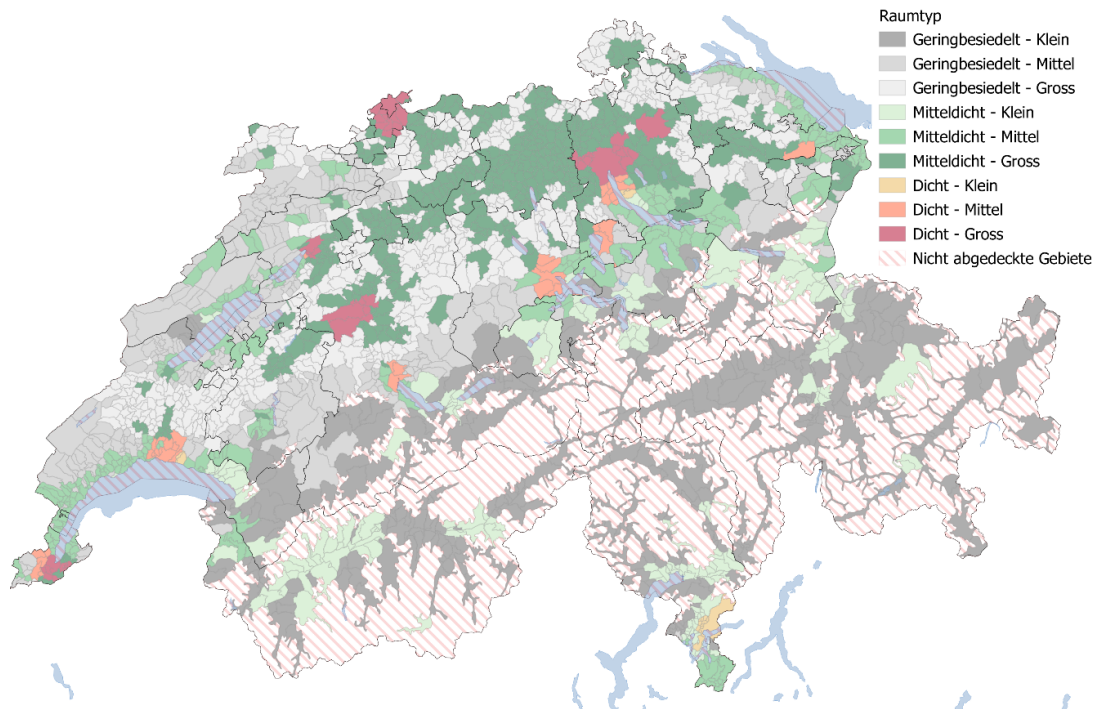 Raumtyp
Geringbesiedelt - Klein
Geringbesiedelt - Mittel
Geringbesiedelt - Gross
Mitteldicht - Klein
Mitteldicht - Mittel
Mitteldicht - Gross
Dicht - Klein
Dicht - Mittel
Dicht - Gross
Nicht abgedeckte Gebiete